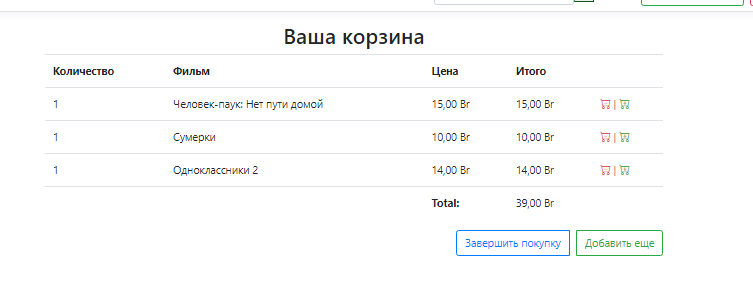 Ваша корзина
Количество Фильм Цена Итого
1 Человек-паук: Нет пути домой 15,00 Br 15,00 Br |
1 Сумерки 10,00 Br 10,00 Br |
1 Одноклассники 2 14,00 Br 14,00 Br |
Total: 39,00 Br
Завершить покупку Добавить еще